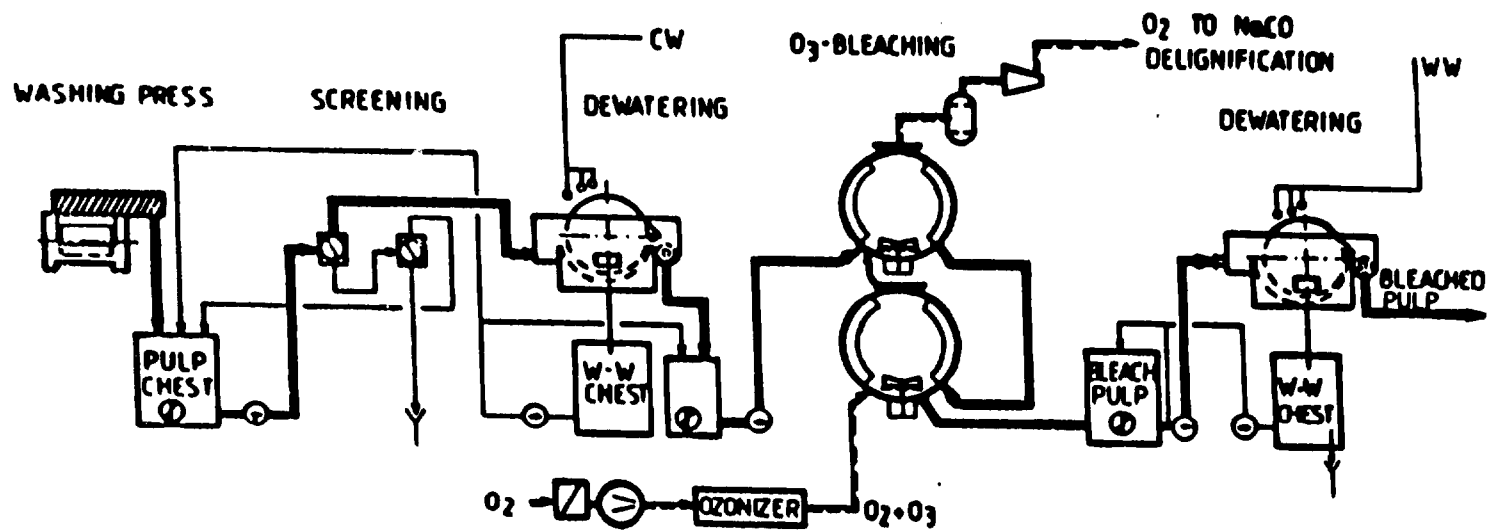 WASHING PRESS
SCREENING
CW
DEWATERING
O3-BLEACHING
O2 TO NaCO
DELIGNIFICATION
WW
DEWATERING
PULP
CHEST
W-W
CHEST
BLEACH
PULP
W-W
CHEST
BLEACHED
PULP
O2
OZONIZER
O2+O3